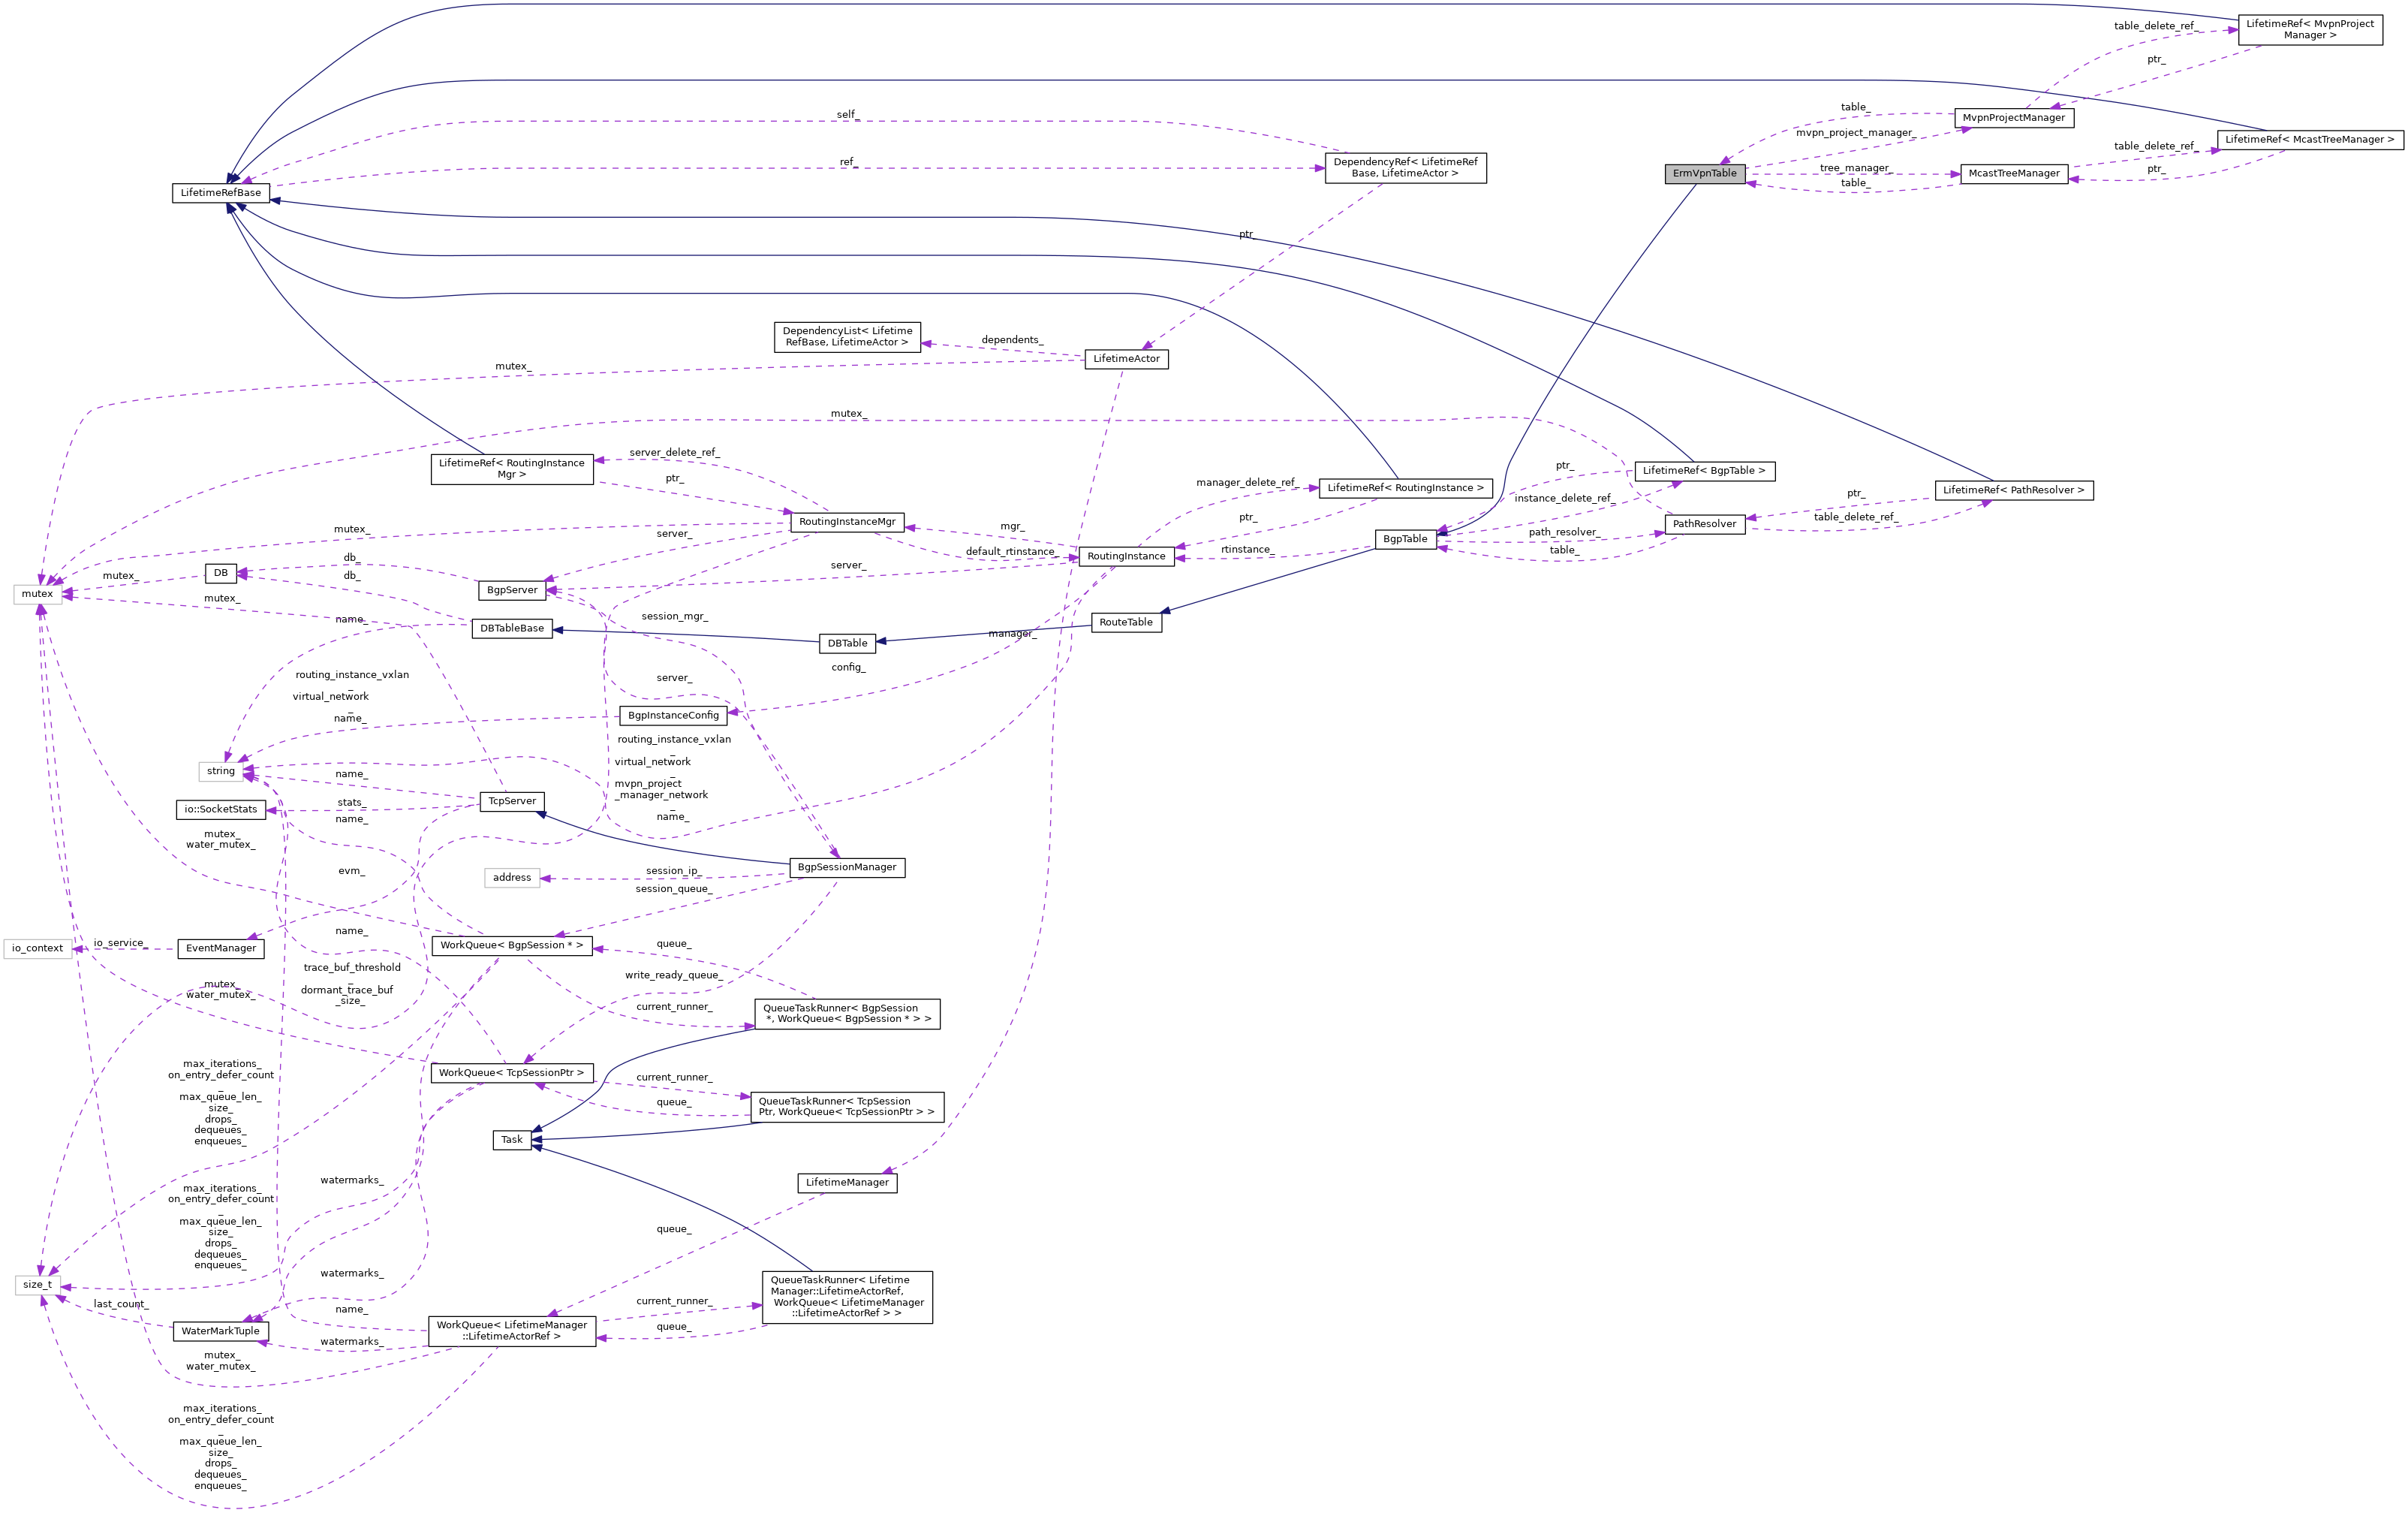 LifetimeRef< MvpnProject
Manager >
table_delete_ref_
ptr_
MvpnProjectManager
table_
mvpn_project_manager_
LifetimeRef< McastTreeManager >
table_delete_ref_
ptr_
ErmVpnTable
tree_manager_
table_
McastTreeManager
self_
ref_
DependencyRef< LifetimeRef
Base, LifetimeActor >
LifetimeRefBase
ptr_
DependencyList< Lifetime
RefBase, LifetimeActor >
dependents_
LifetimeActor
mutex_
mutex_
LifetimeRef< RoutingInstance
Mgr >
server_delete_ref_
ptr_
manager_delete_ref_
LifetimeRef< RoutingInstance >
ptr_
ptr_
LifetimeRef< BgpTable >
instance_delete_ref_
ptr_
LifetimeRef< PathResolver >
table_delete_ref_
PathResolver
path_resolver_
table_
BgpTable
rtinstance_
RoutingInstanceMgr
mgr_
default_rtinstance_
RoutingInstance
mutex_
server_
server_
db_
DB
mutex_
db_
mutex_
mutex
BgpServer
session_mgr_
RouteTable
name_
DBTableBase
DBTable
manager_
config_
server_
routing_instance_vxlan
_
virtual_network
_
name_
BgpInstanceConfig
routing_instance_vxlan
_
virtual_network
_
mvpn_project
_manager_network
_
name_
string
name_
TcpServer
io::SocketStats
stats_
name_
mutex_
water_mutex_
BgpSessionManager
address
session_ip_
evm_
session_queue_
io_context
io_service_
EventManager
name_
WorkQueue< BgpSession * >
queue_
trace_buf_threshold
_
dormant_trace_buf
_size_
write_ready_queue_
mutex_
water_mutex_
current_runner_
QueueTaskRunner< BgpSession
*, WorkQueue< BgpSession * > >
WorkQueue< TcpSessionPtr >
current_runner_
queue_
QueueTaskRunner< TcpSession
Ptr, WorkQueue< TcpSessionPtr > >
max_iterations_
on_entry_defer_count
_
max_queue_len_
size_
drops_
dequeues_
enqueues_
Task
watermarks_
LifetimeManager
max_iterations_
on_entry_defer_count
_
max_queue_len_
size_
drops_
dequeues_
enqueues_
queue_
size_t
watermarks_
last_count_
name_
current_runner_
QueueTaskRunner< Lifetime
Manager::LifetimeActorRef,
WorkQueue< LifetimeManager
::LifetimeActorRef > >
WaterMarkTuple
watermarks_
WorkQueue< LifetimeManager
::LifetimeActorRef >
queue_
mutex_
water_mutex_
max_iterations_
on_entry_defer_count
_
max_queue_len_
size_
drops_
dequeues_
enqueues_